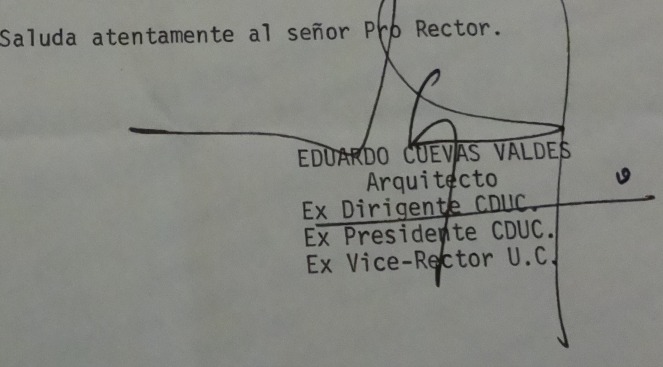 Saluda atentamente al señor Pro Rector.
EDUARDO CUEVAS VALDES
Arquitecto
Ex Dirigente CDUC.
Ex Presidente CDUC.
Ex Vice-Rector U.C.